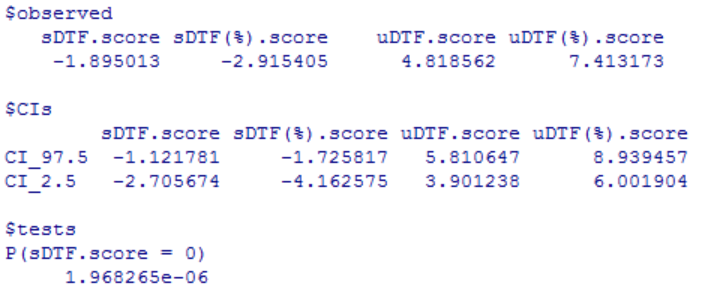 $observed
sDTF.score sDTF(%).score uDTF.score uDTF(%).score
-1.895013 -2.915405 4.818562 7.413173
$CIs
sDTF.score sDTF(%).score uDTF.score uDTF(%).score
CI_97.5 -1.121781 -1.725817 5.810647 8.939457
CI_2.5 -2.705674 -4.162575 3.901238 6.001904
$tests
P(sDTF.score = 0)
1.968265e-06